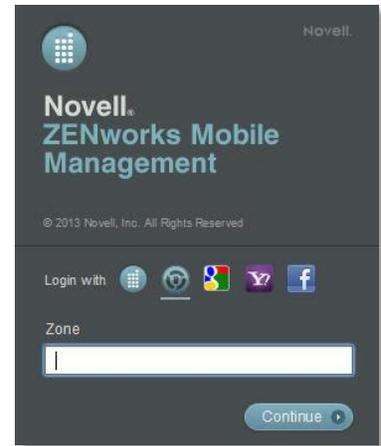 Novell.
Novell®
ZENworks Mobile
Management
© 2013 Novell, Inc. All Rights Reserved
Login with
Y!
f
Zone
Continue